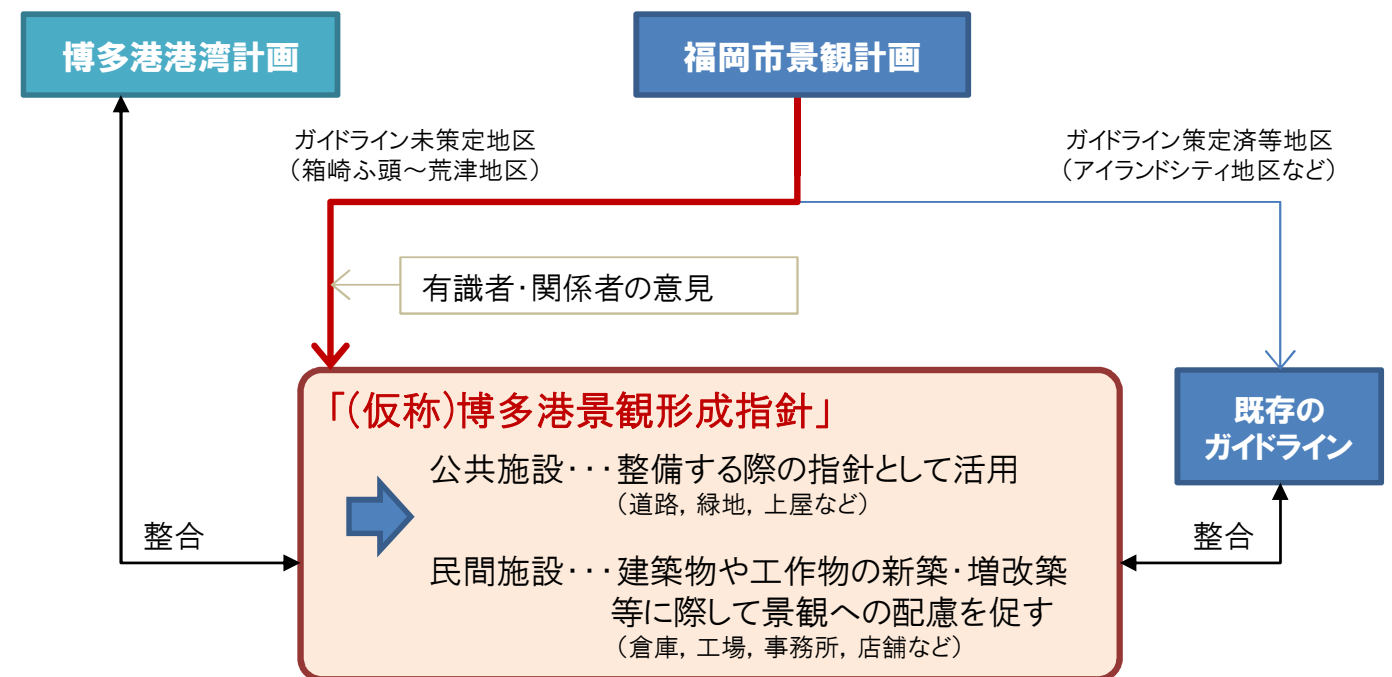 博多港港湾計画
福岡市景観計画
ガイドライン未策定地区
（箱崎ふ頭～荒津地区）
ガイドライン策定済等地区
（アイランドシティ地区など）
有識者・関係者の意見
「(仮称)博多港景観形成指針」
公共施設・・・整備する際の指針として活用
（道路, 緑地, 上屋など）
民間施設・・・建築物や工作物の新築・増改築
等に際して景観への配慮を促す
（倉庫, 工場, 事務所, 店舗など）
既存の
ガイドライン
整合
整合